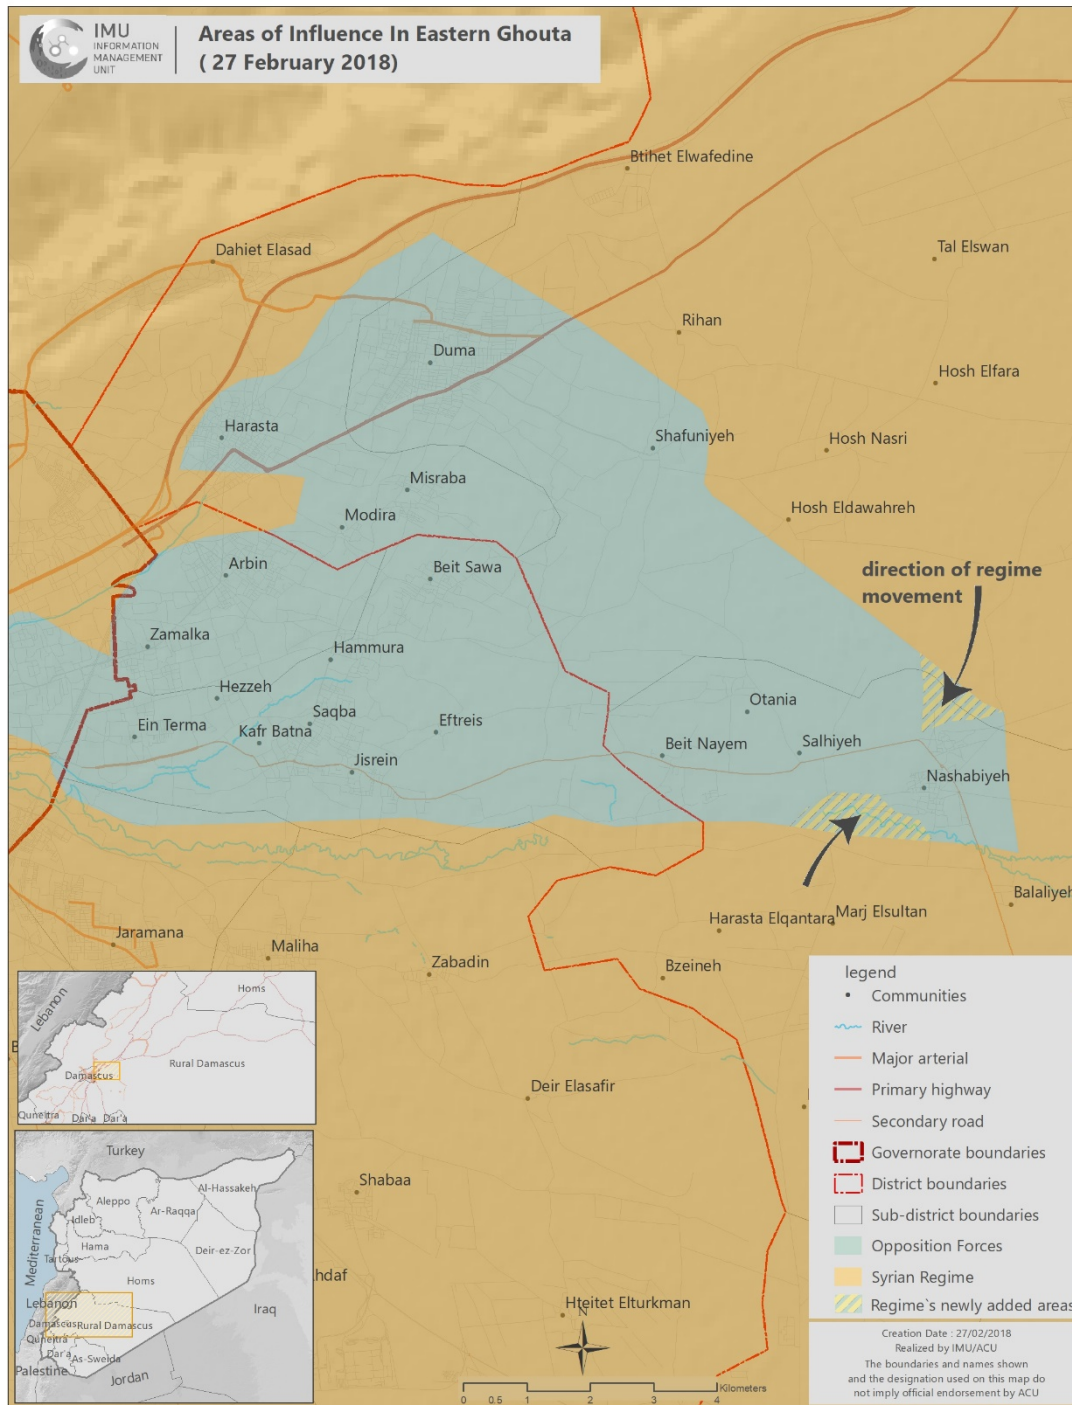 IMU
INFORMATION
MANAGEMENT
UNIT
Areas of Influence In Eastern Ghouta
( 27 February 2018)
Btihet Elwafedine
Dahiet Elasad
Tal Elswan
Rihan
Duma
Hosh Elfara
Harasta
Shafuniyeh
Hosh Nasri
Misraba
Modira
Hosh Eldawahreh
Arbin
Beit Sawa
direction of regime
movement
Zamalka
Hammura
Hezzeh
Saqba
Otania
Ein Terma
Kafr Batna
Eftreis
Beit Nayem
Salhiyeh
Jisrein
Nashabiyeh
Balaliyeh
Harasta Elqantara
Marj Elsultan
Jaramana
Maliha
Zabadin
Bzeineh
Deir Elasafir
Shabaa
hdaf
Hteitet Elturkman
N
0 0.5 1 2 3 4
Kilometers
Lebanon
Homs
Rural Damascus
Damascus
Quneitra
Dar'a
Dar'a
Turkey
Mediterranean
Aleppo
Al-Hassakeh
Idleb
Ar-Raqqa
Hama
Deir-ez-Zor
Tartous
Homs
Lebanon
Iraq
Damascus
Rural Damascus
Quneitra
Dar'a
As-Sweida
Palestine
Jordan
legend
Communities
River
Major arterial
Primary highway
Secondary road
Governorate boundaries
District boundaries
Sub-district boundaries
Opposition Forces
Syrian Regime
Regime`s newly added areas
Creation Date : 27/02/2018
Realized by IMU/ACU
The boundaries and names shown
and the designation used on this map do
not imply official endorsement by ACU